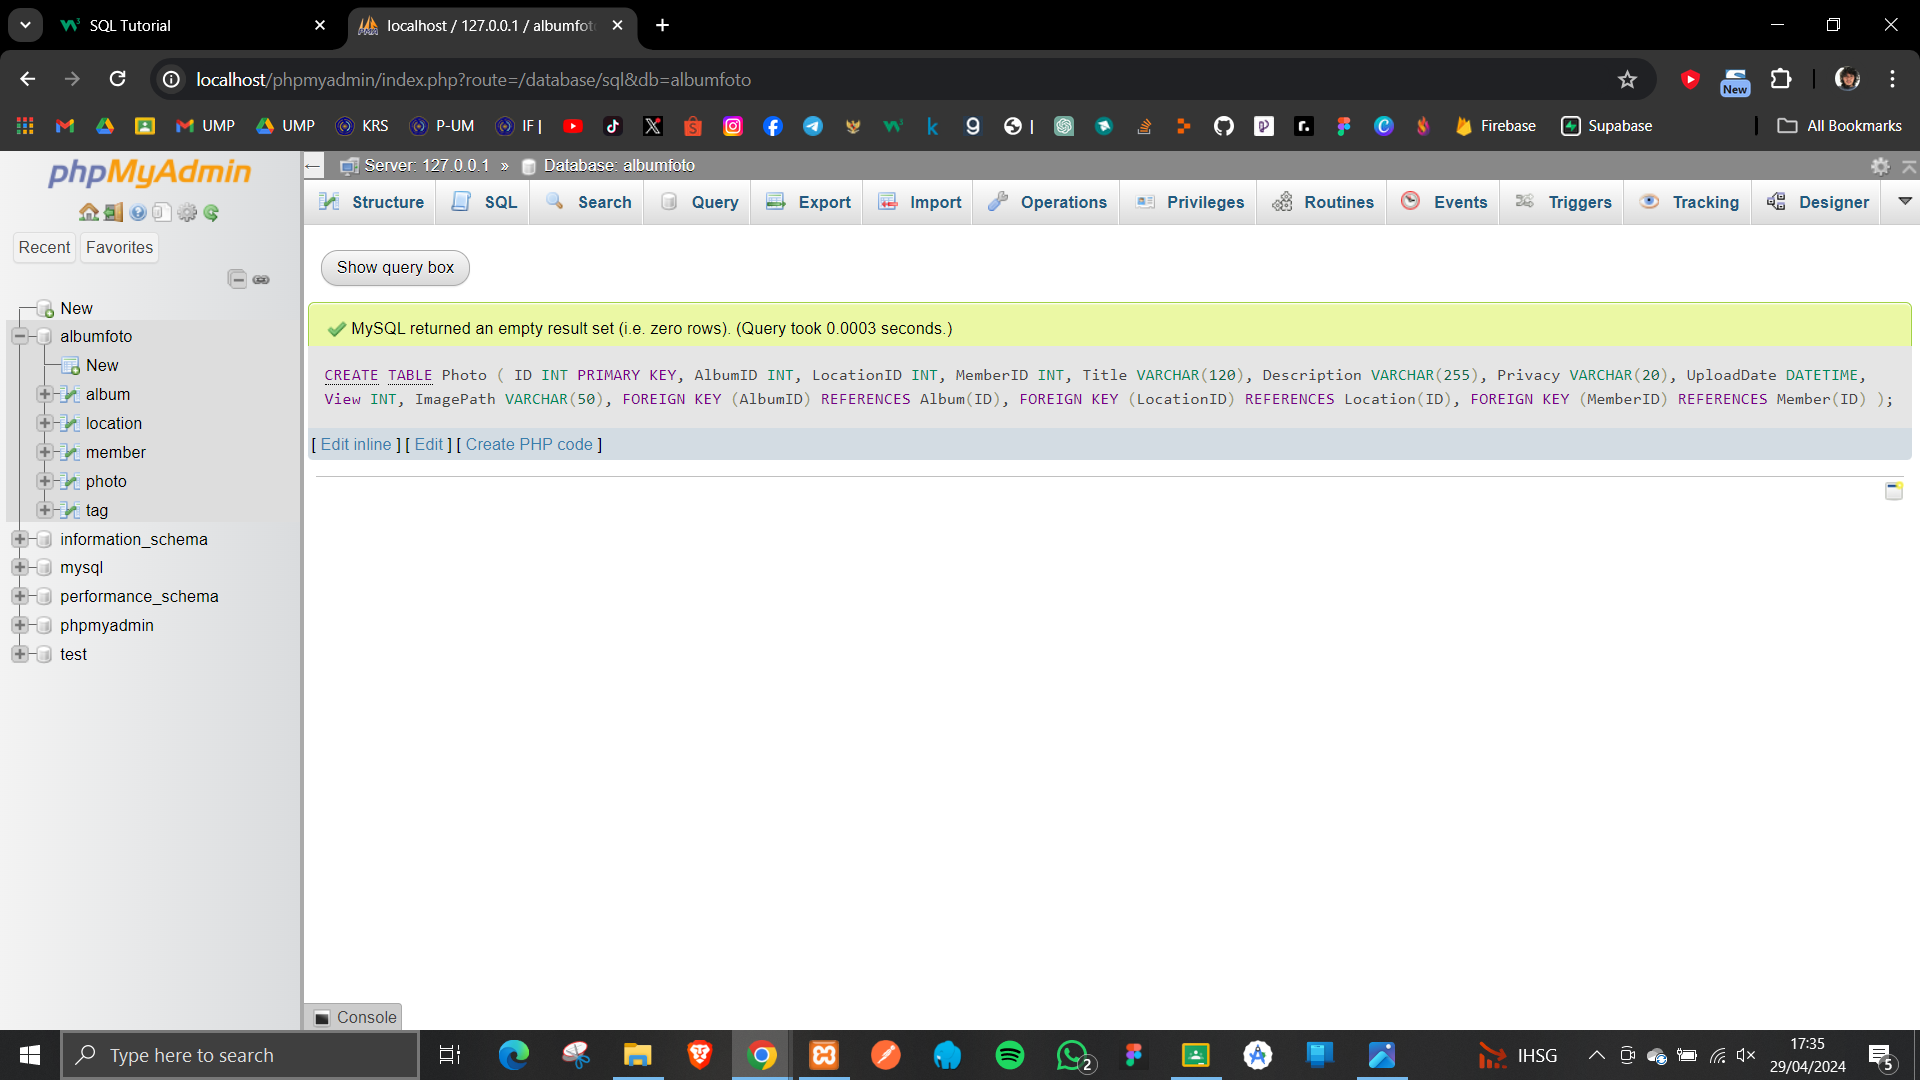 SQL Tutorial
localhost / 127.0.0.1 / albumfoto
localhost/phpmyadmin/index.php?route=/database/sql&db=albumfoto
New
UMP
UMP
KRS
P-UM
IF |
|
Firebase
Supabase
All Bookmarks
phpMyAdmin
Recent
Favorites
New
albumfoto
New
album
location
member
photo
tag
information_schema
mysql
performance_schema
phpmyadmin
test
Server: 127.0.0.1 » Database: albumfoto
Structure
SQL
Search
Query
Export
Import
Operations
Privileges
Routines
Events
Triggers
Tracking
Designer
Show query box
MySQL returned an empty result set (i.e. zero rows). (Query took 0.0003 seconds.)
CREATE TABLE Photo ( ID INT PRIMARY KEY, AlbumID INT, LocationID INT, MemberID INT, Title VARCHAR(120), Description VARCHAR(255), Privacy VARCHAR(20), UploadDate DATETIME,
View INT, ImagePath VARCHAR(50), FOREIGN KEY (AlbumID) REFERENCES Album(ID), FOREIGN KEY (LocationID) REFERENCES Location(ID), FOREIGN KEY (MemberID) REFERENCES Member(ID) );
[ Edit inline ] [ Edit ] [ Create PHP code ]
Console
Type here to search
2
IHSG
17:35
29/04/2024
5